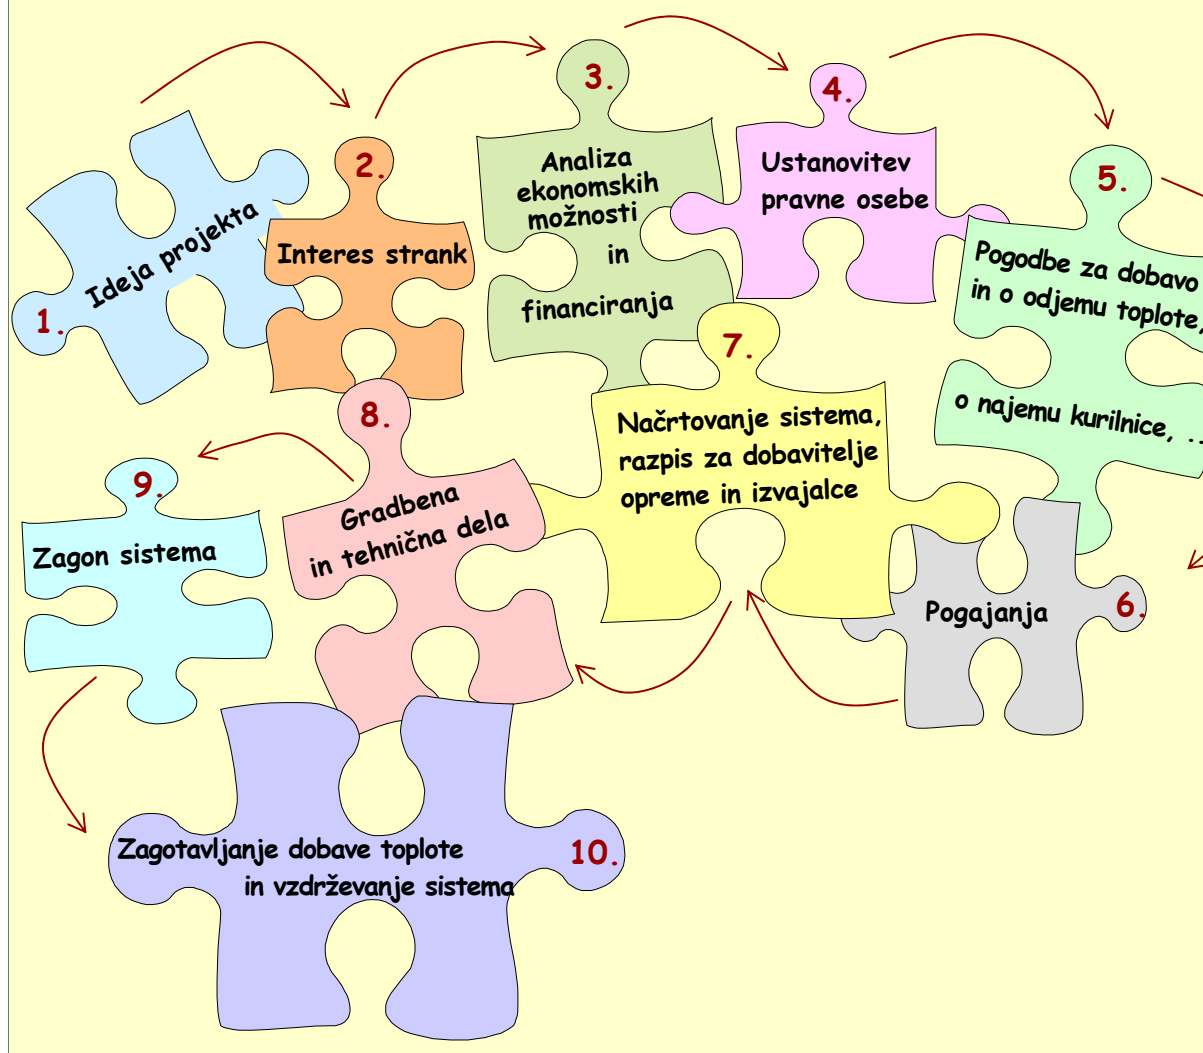 1.
Ideja projekta
2.
Interes strank
3.
Analiza
ekonomskih
možnosti
in
financiranja
4.
Ustanovitev
pravne osebe
5.
Pogodbe za dobavo
in o odjemu toplote,
o najemu kurilnice, ..
6.
Pogajanja
7.
Načrtovanje sistema,
razpis za dobavitelje
opreme in izvajalce
8.
Gradbena
in tehnična dela
9.
Zagon sistema
10.
Zagotavljanje dobave toplote
in vzdrževanje sistema